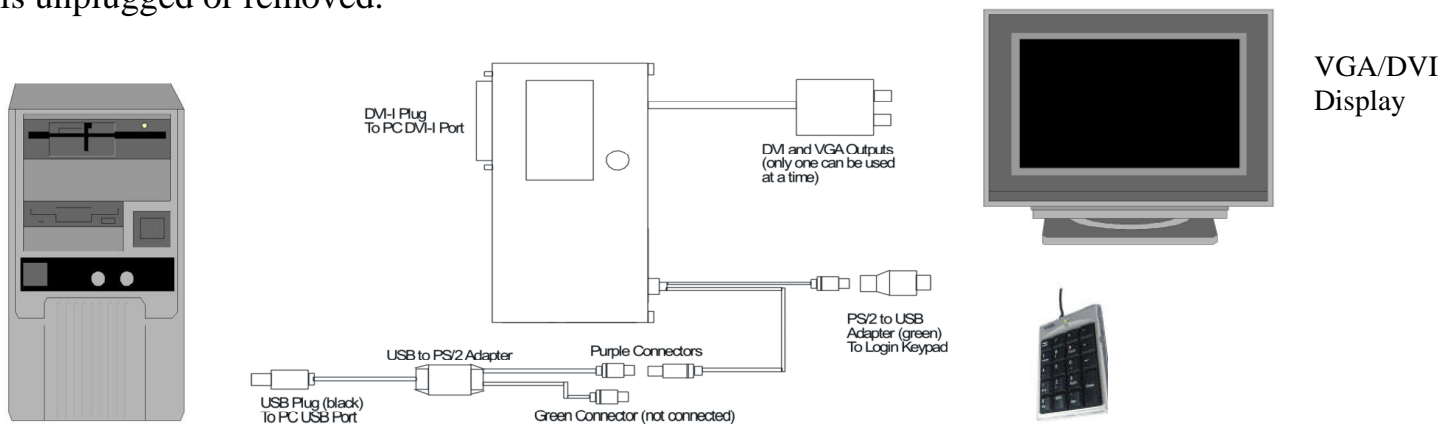 is unplugged or removed.
VGA/DVI
Display
DVI-I Plug
To PC DVI-I Port
DVI and VGA Outputs
(only one can be used
at a time)
PS/2 to USB
Adapter (green)
To Login Keypad
USB to PS/2 Adapter
Purple Connectors
USB Plug (black)
To PC USB Port
Green Connector (not connected)